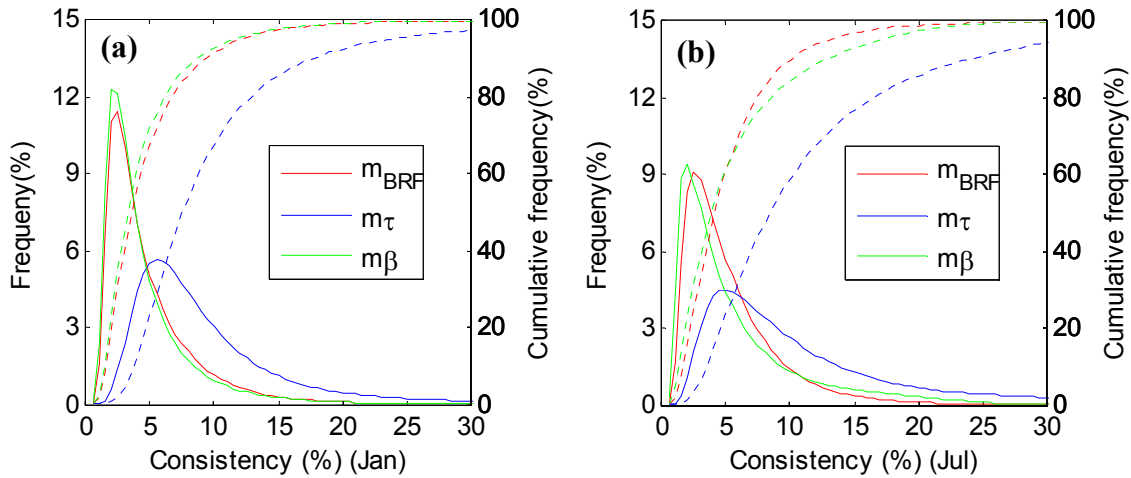 (a)
Frequeny(%)
15
12
9
6
3
0
100
80
60
40
20
0
Cumulative frequency(%)
m_BRF
mτ
mβ
0 5 10 15 20 25 30
Consistency (%) (Jan)
(b)
Frequeny(%)
15
12
9
6
3
0
100
80
60
40
20
0
Cumulative frequency(%)
m_BRF
mτ
mβ
0 5 10 15 20 25 30
Consistency (%) (Jul)